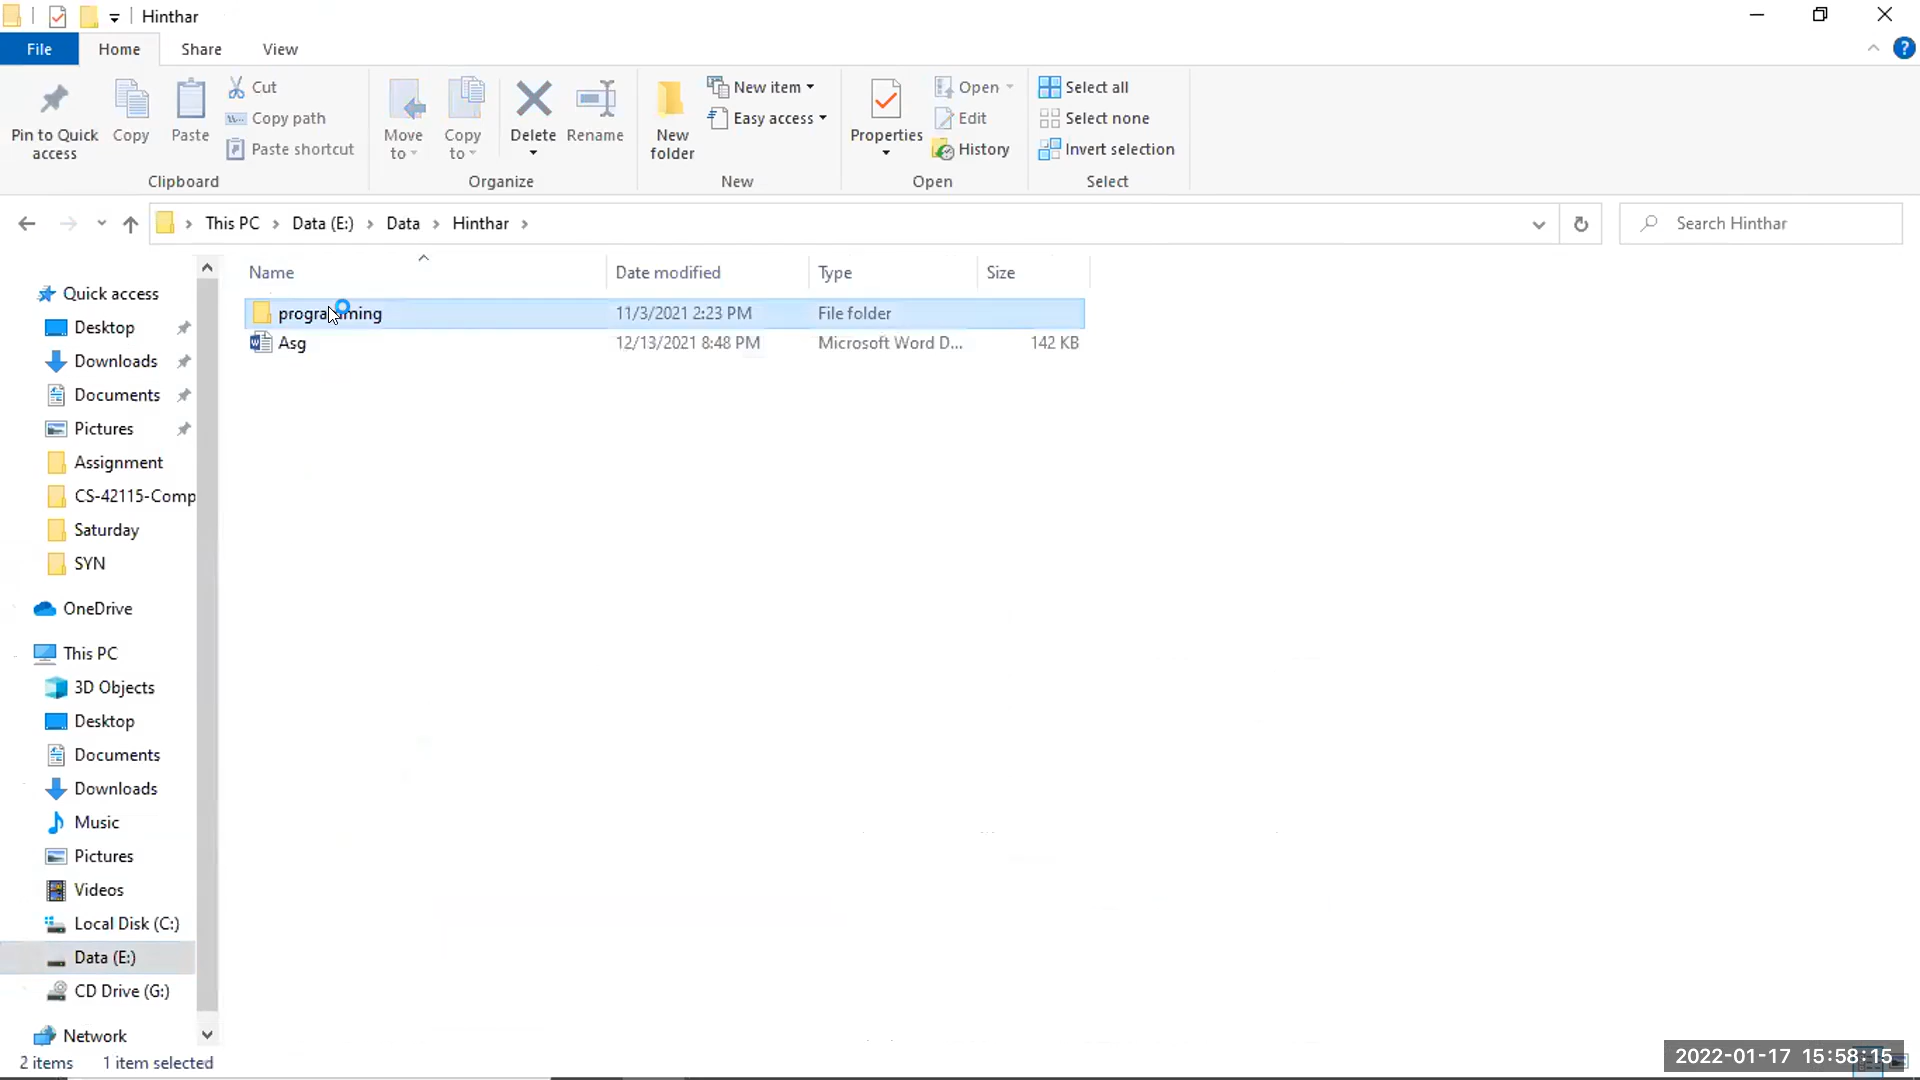 Hinthar
File Home Share View
Pin to Quick access
Copy
Paste
Cut
Copy path
Paste shortcut
Clipboard
Move to
Copy to
Delete
Rename
Organize
New folder
New item
Easy access
New
Properties
Open
Edit
History
Open
Select all
Select none
Invert selection
Select
This PC Data (E:) Data Hinthar
Search Hinthar
Name Date modified Type Size
programming 11/3/2021 2:23 PM File folder
Asg 12/13/2021 8:48 PM Microsoft Word D... 142 KB
Quick access
Desktop
Downloads
Documents
Pictures
Assignment
CS-42115-Comp
Saturday
SYN
OneDrive
This PC
3D Objects
Desktop
Documents
Downloads
Music
Pictures
Videos
Local Disk (C:)
Data (E:)
CD Drive (G:)
Network
2 items 1 item selected
2022-01-17 15:58:15